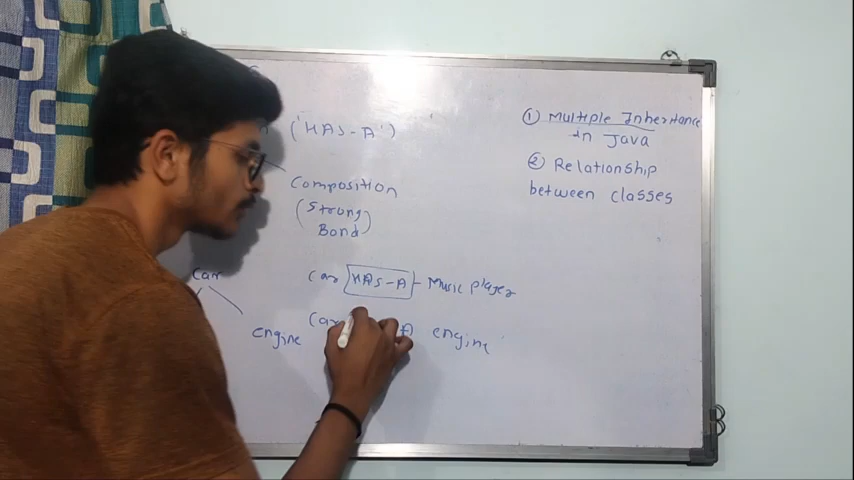 ('HAS-A')
Composition
(Strong
Bond)
Car
engine
Car HAS-A Music player
Car engine
① Multiple Inheritance
in Java
② Relationship
between classes